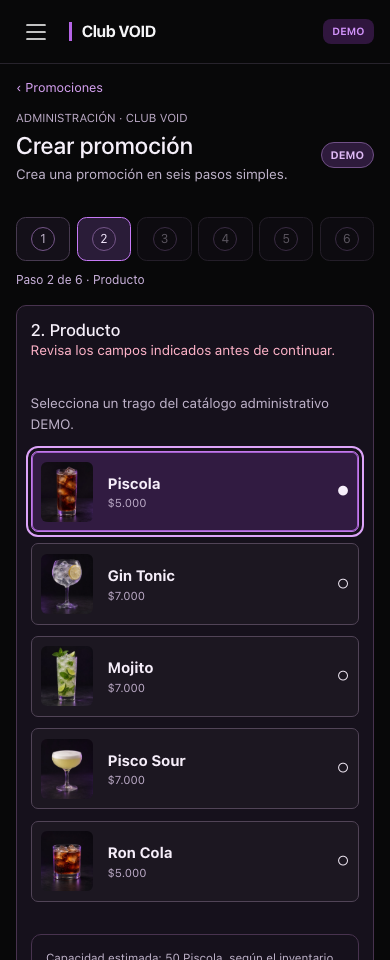 Club VOID
DEMO
‹ Promociones
ADMINISTRACIÓN · CLUB VOID
Crear promoción
DEMO
Crea una promoción en seis pasos simples.
1
2
3
4
5
6
Paso 2 de 6 · Producto
2. Producto
Revisa los campos indicados antes de continuar.
Selecciona un trago del catálogo administrativo
DEMO.
Piscola
$5.000
Gin Tonic
$7.000
Mojito
$7.000
Pisco Sour
$7.000
Ron Cola
$5.000
Capacidad estimada: 50 Piscola, según el inventario